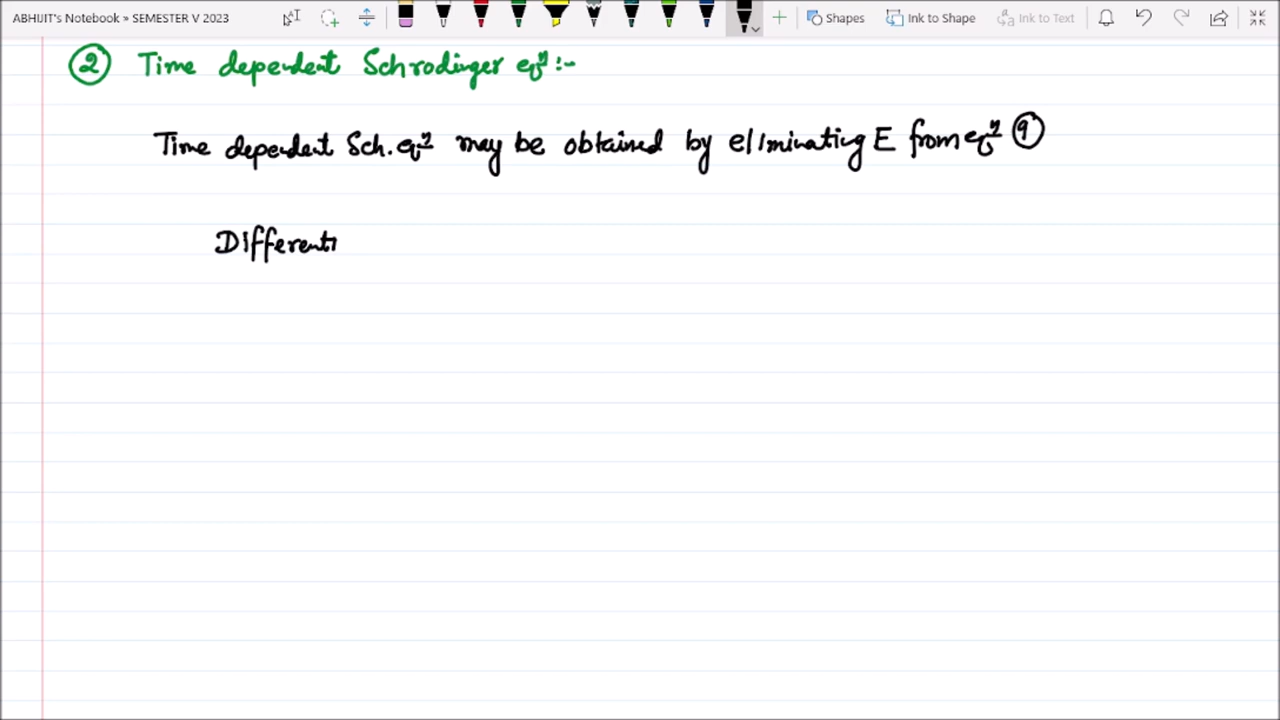 ABHIJIT's Notebook » SEMESTER V 2023
Shapes
Ink to Shape
Ink to Text
② Time dependent Schrodinger eqⁿ :-
Time dependent Sch. eqⁿ may be obtained by eliminating E from eqⁿ ⑨
Differenti